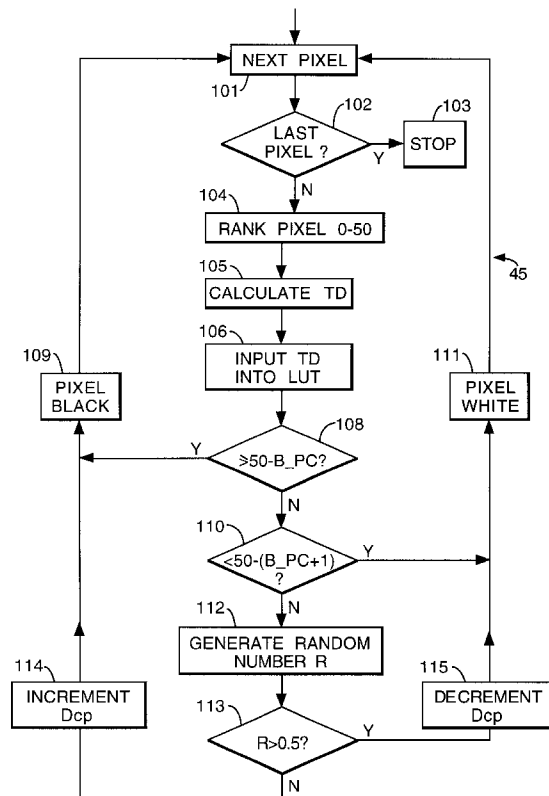 NEXT PIXEL
101
102
103
LAST
PIXEL ?
Y
STOP
N
104
RANK PIXEL 0-50
105
CALCULATE TD
45
106
INPUT TD
INTO LUT
109
PIXEL
BLACK
111
PIXEL
WHITE
108
Y
≥50-B_PC?
N
110
<50-(B_PC+1)
?
Y
N
112
GENERATE RANDOM
NUMBER R
114
INCREMENT
Dcp
115
DECREMENT
Dcp
113
R>0.5?
Y
N